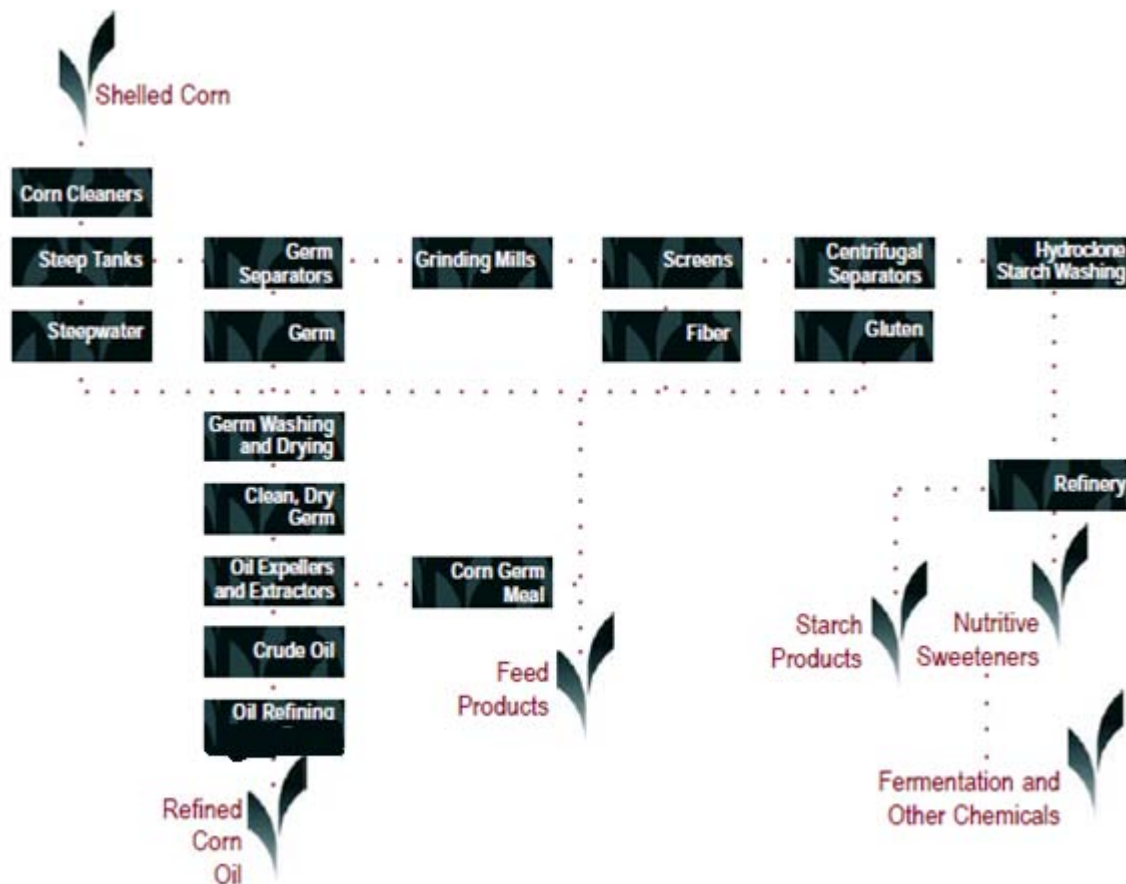 Shelled Corn
Corn Cleaners
Steep Tanks
Germ
Separators
Grinding Mills
Screens
Centrifugal
Separators
Hydroclone
Starch Washing
Steepwater
Germ
Fiber
Gluten
Germ Washing
and Drying
Clean, Dry
Germ
Refinery
Oil Expellers
and Extractors
Corn Germ
Meal
Crude Oil
Feed
Products
Starch
Products
Nutritive
Sweeteners
Oil Refining
Refined
Corn
Oil
Fermentation and
Other Chemicals